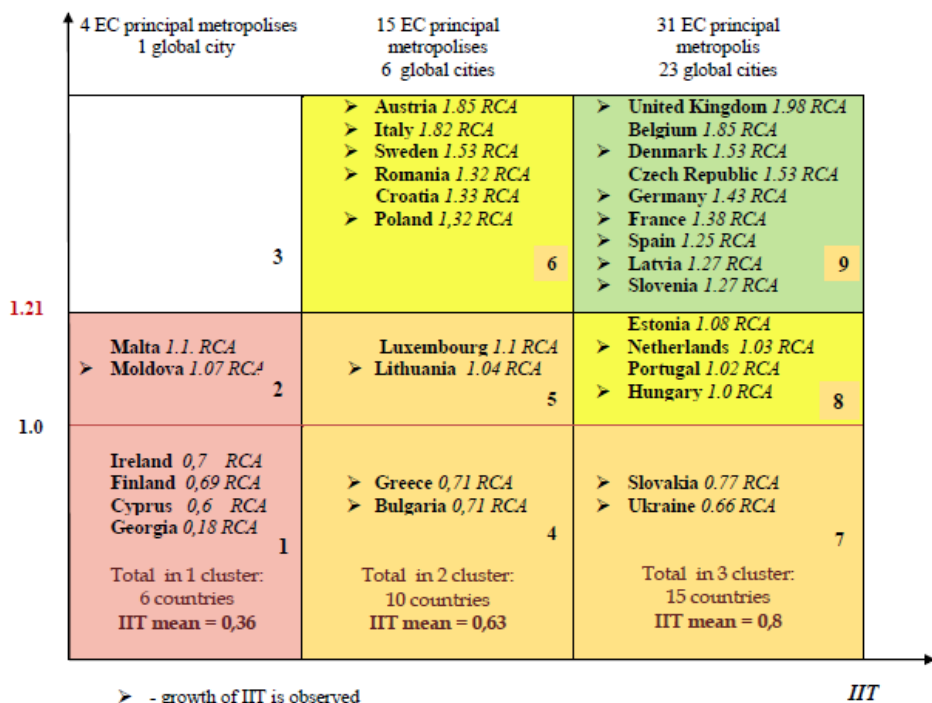 4 EC principal metropolises
1 global city
15 EC principal
metropolises
6 global cities
31 EC principal
metropolis
23 global cities
3
➢ Austria 1.85 RCA
➢ Italy 1.82 RCA
➢ Sweden 1.53 RCA
➢ Romania 1.32 RCA
Croatia 1.33 RCA
➢ Poland 1,32 RCA
6
➢ United Kingdom 1.98 RCA
Belgium 1.85 RCA
➢ Denmark 1.53 RCA
Czech Republic 1.53 RCA
➢ Germany 1.43 RCA
➢ France 1.38 RCA
➢ Spain 1.25 RCA
➢ Latvia 1.27 RCA
➢ Slovenia 1.27 RCA
9
1.21
Malta 1.1. RCA
➢ Moldova 1.07 RCA
2
Luxembourg 1.1 RCA
➢ Lithuania 1.04 RCA
5
Estonia 1.08 RCA
➢ Netherlands 1.03 RCA
Portugal 1.02 RCA
➢ Hungary 1.0 RCA
8
1.0
Ireland 0,7 RCA
Finland 0,69 RCA
Cyprus 0,6 RCA
Georgia 0,18 RCA
1
Total in 1 cluster:
6 countries
IIT mean = 0,36
➢ Greece 0,71 RCA
➢ Bulgaria 0,71 RCA
4
Total in 2 cluster:
10 countries
IIT mean = 0,63
➢ Slovakia 0.77 RCA
➢ Ukraine 0.66 RCA
7
Total in 3 cluster:
15 countries
IIT mean = 0,8
➢ - growth of IIT is observed
IIT